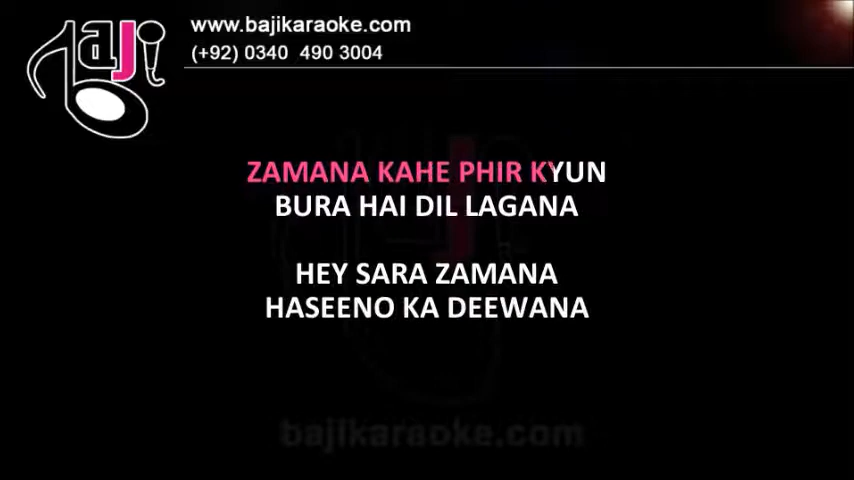 www.bajikaraoke.com
(+92) 0340 490 3004
aJi
ZAMANA KAHE PHIR KYUN
BURA HAI DIL LAGANA
HEY SARA ZAMANA
HASEENO KA DEEWANA
bajikaraoke.com